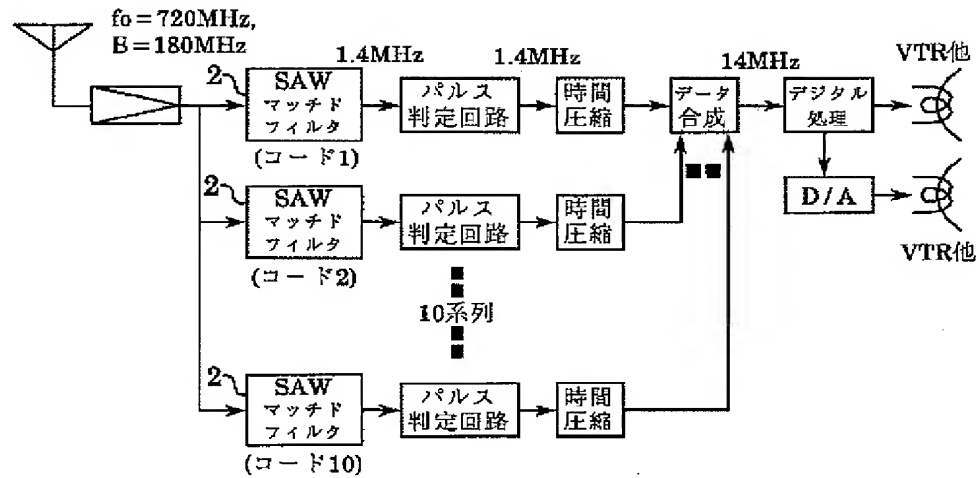 fo=720MHz,
B=180MHz
1.4MHz
1.4MHz
14MHz
VTR他
2
SAW
マッチド
フィルタ
パルス
判定回路
時間
圧縮
データ
合成
デジタル
処理
(コード1)
2
SAW
マッチド
フィルタ
パルス
判定回路
時間
圧縮
D/A
(コード2)
VTR他
10系列
2
SAW
マッチド
フィルタ
パルス
判定回路
時間
圧縮
(コード10)